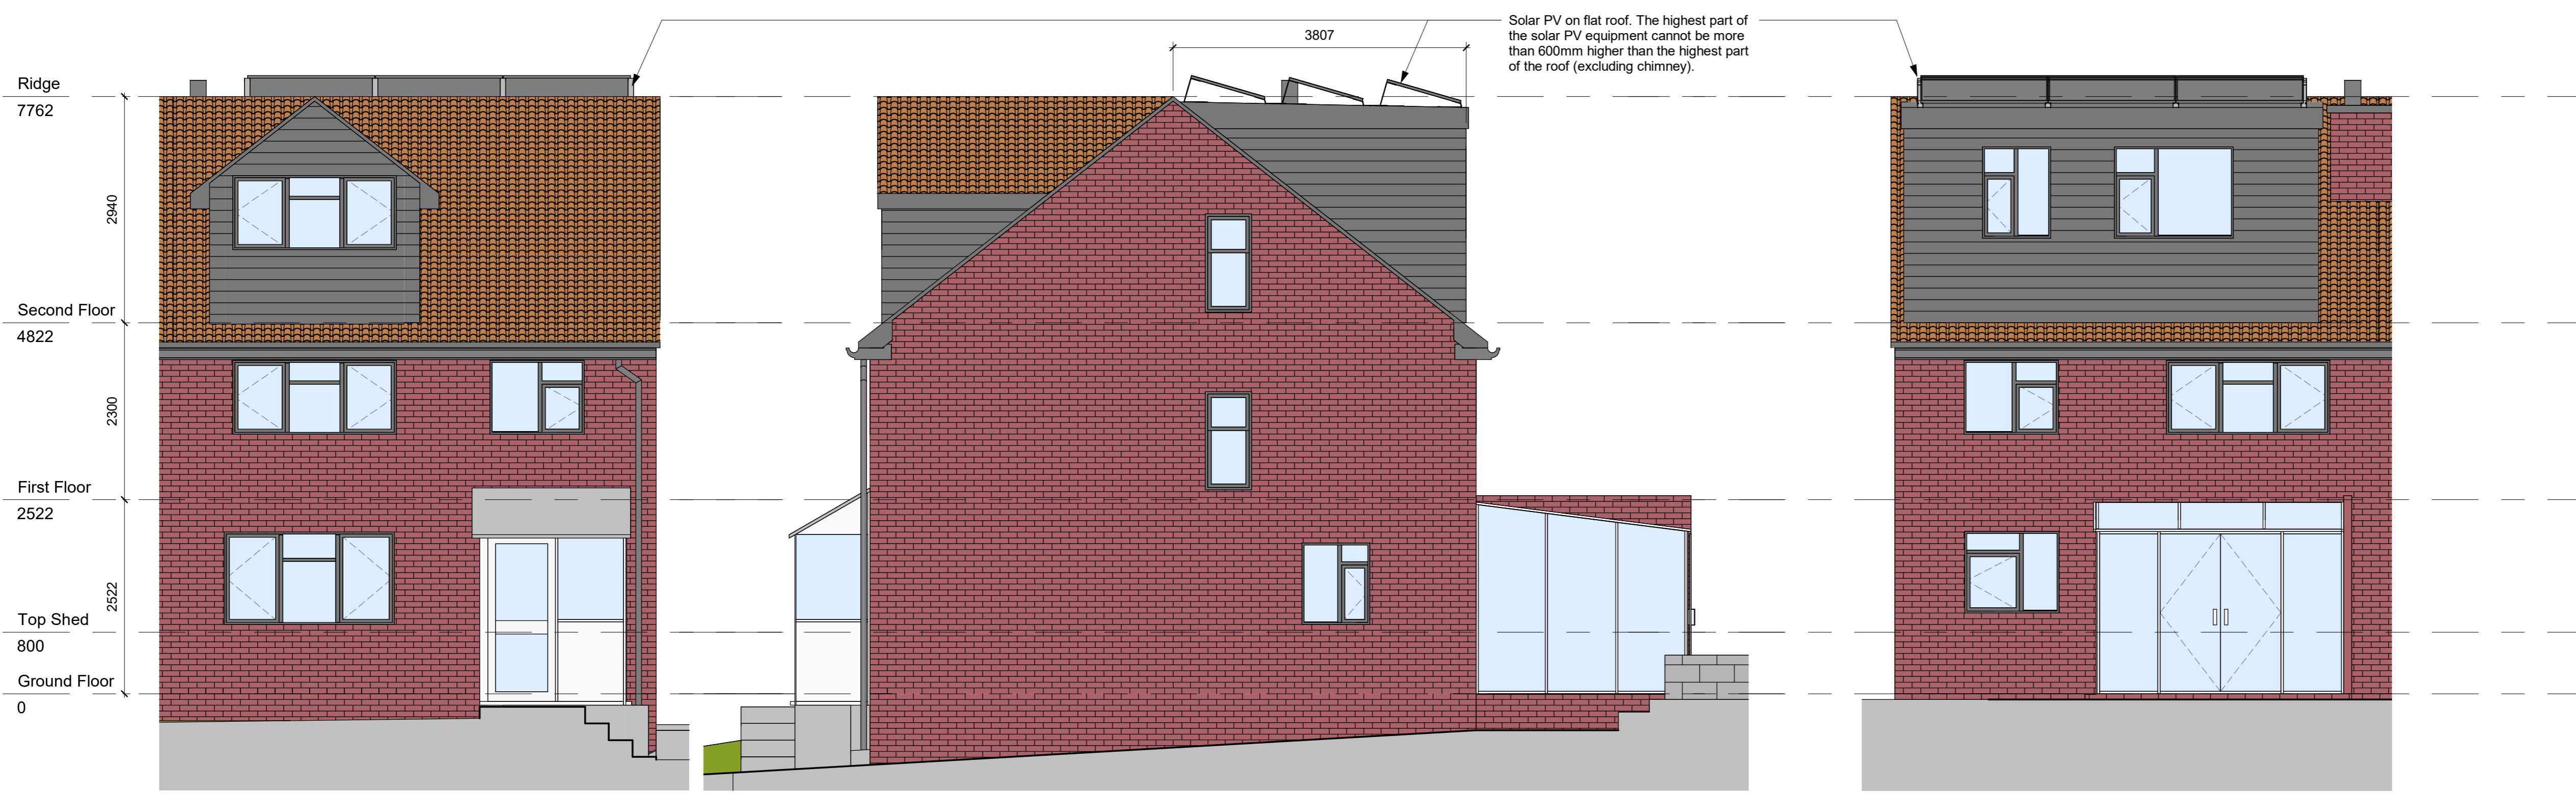 Solar PV on flat roof. The highest part of
the solar PV equipment cannot be more
than 600mm higher than the highest part
of the roof (excluding chimney).
3807
Ridge
7762
2940
Second Floor
4822
2300
First Floor
2522
2522
Top Shed
800
Ground Floor
0